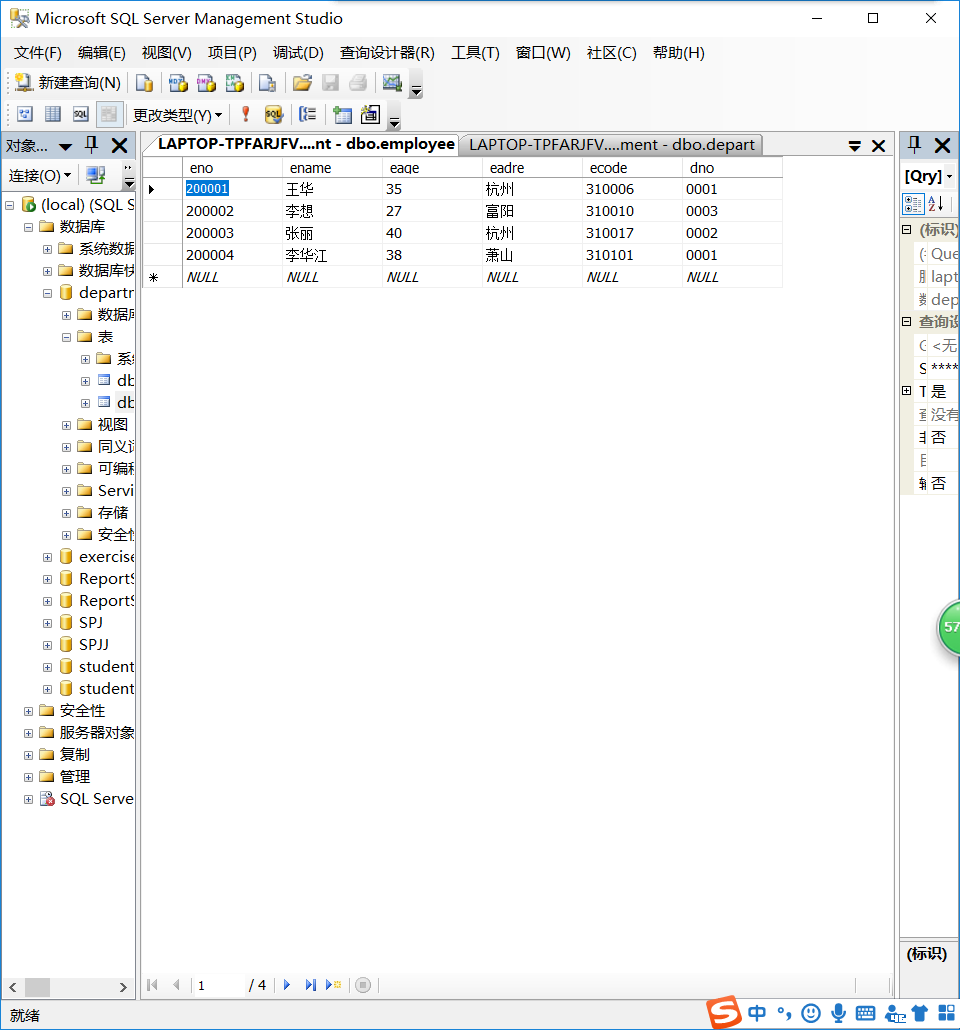 Microsoft SQL Server Management Studio
文件(F) 编辑(E) 视图(V) 项目(P) 调试(D) 查询设计器(R) 工具(T) 窗口(W) 社区(C) 帮助(H)
新建查询(N)
更改类型(Y)
对象...
连接(O)
(local) (SQL S
数据库
系统数据
数据库快
departm
数据库
表
系统
db
db
视图
同义词
可编程
Servi
存储
安全性
exercise
ReportS
ReportS
SPJ
SPJJ
student
student
安全性
服务器对象
复制
管理
SQL Serve
LAPTOP-TPFARJFV....nt - dbo.employee LAPTOP-TPFARJFV....ment - dbo.depart
eno ename eage eadre ecode dno
200001 王华 35 杭州 310006 0001
200002 李想 27 富阳 310010 0003
200003 张丽 40 杭州 310017 0002
200004 李华江 38 萧山 310101 0001
NULL NULL NULL NULL NULL NULL
1 / 4
[Qry]
(标识)
Que
lapt
dep
查询设
<无
S ****
T 是
没有
否
否
(标识)
57
就绪
S 中